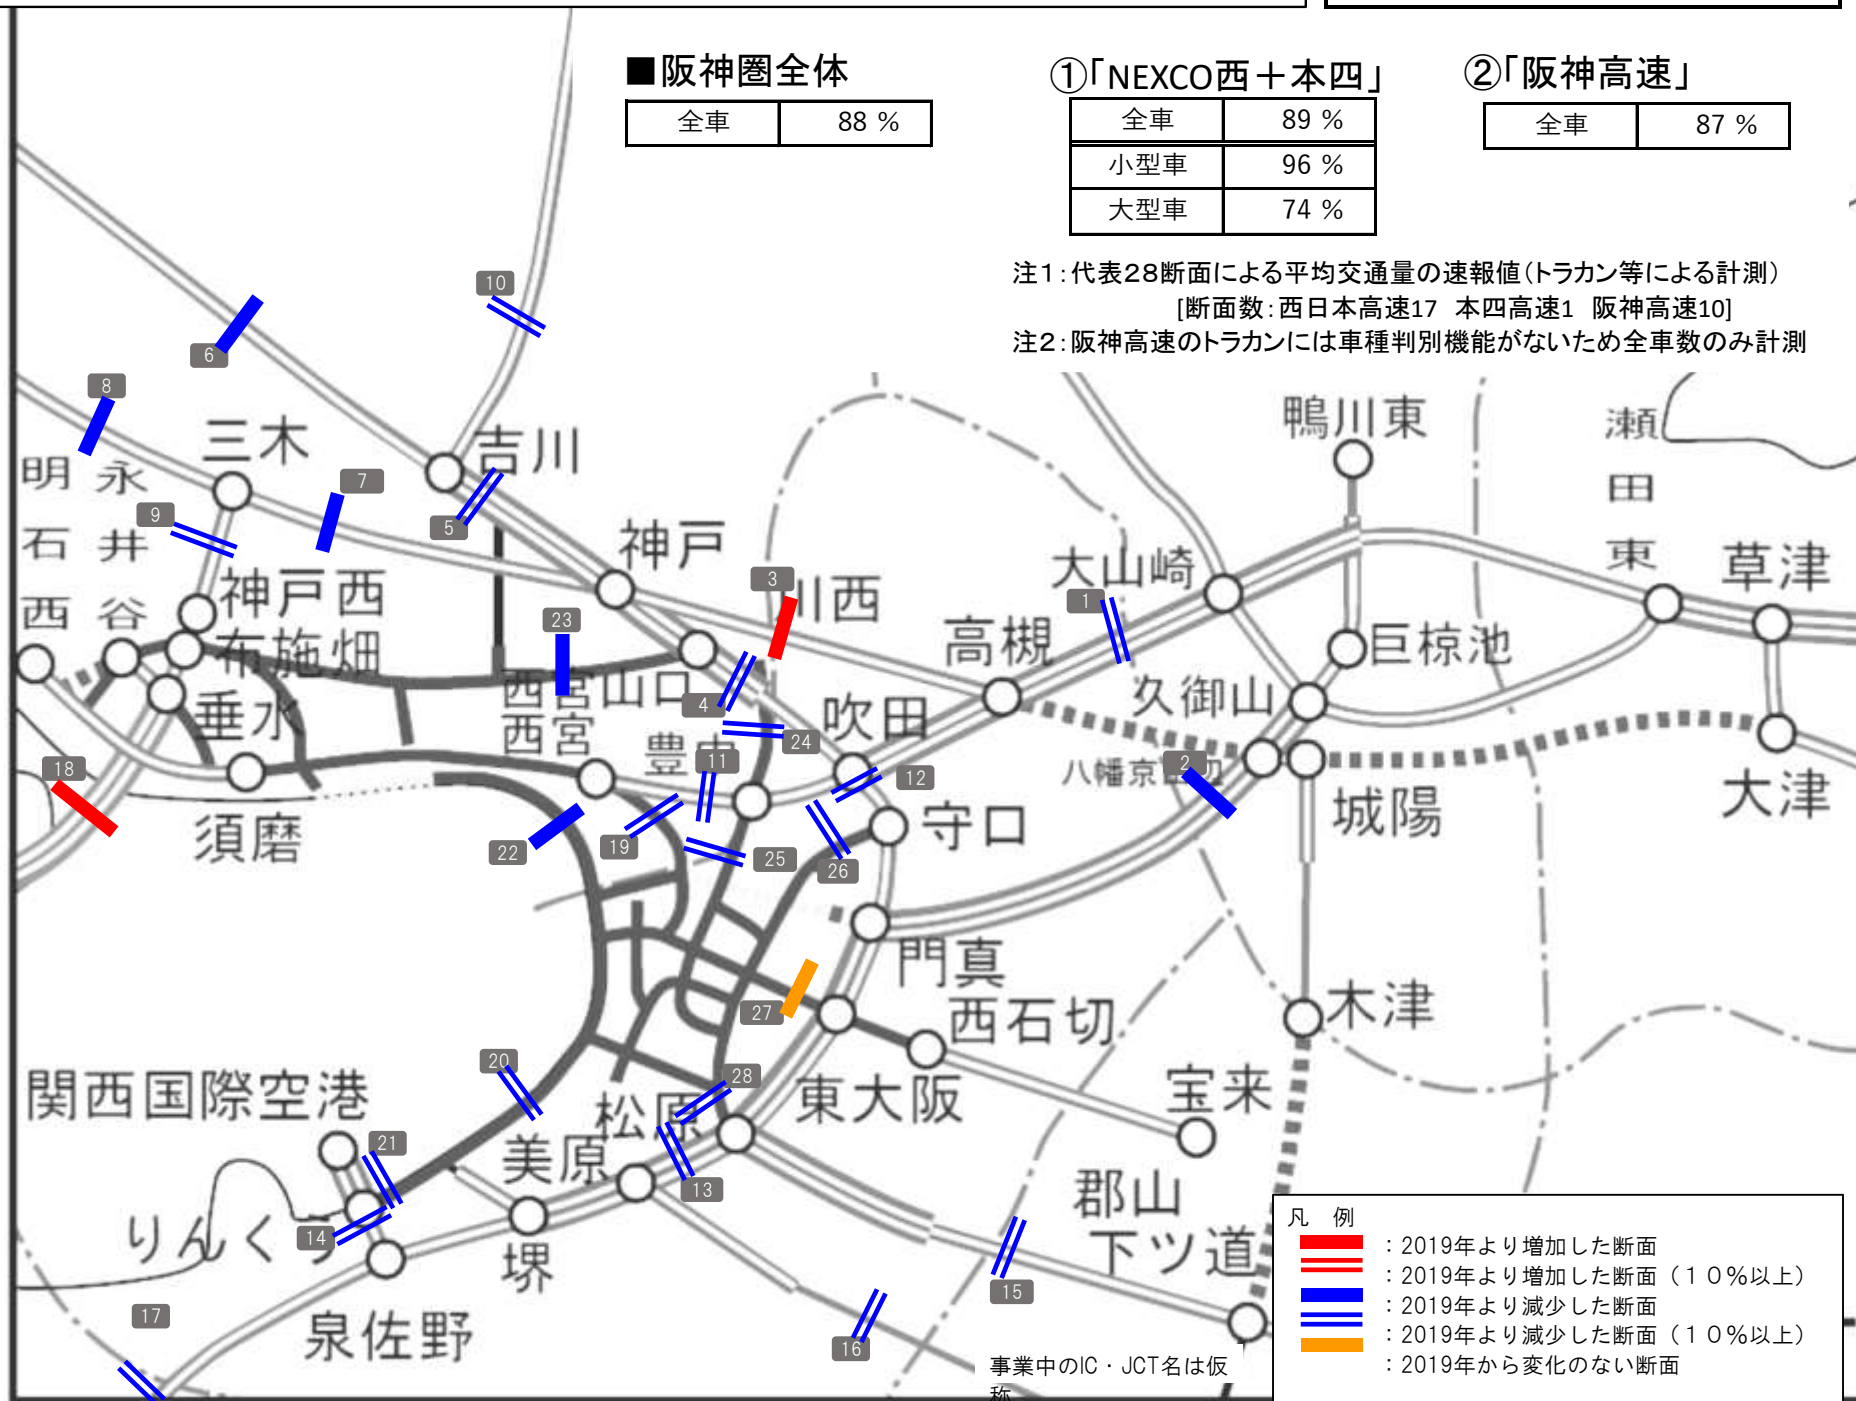 ■阪神圏全体
全車 88 %
①「NEXCO西＋本四」
全車 89 %
小型車 96 %
大型車 74 %
②「阪神高速」
全車 87 %
注１：代表２８断面による平均交通量の速報値（トラカン等による計測）
[断面数：西日本高速17 本四高速1 阪神高速10]
注２：阪神高速のトラカンには車種判別機能がないため全車数のみ計測
10
6
8
三木
吉川
7
鴨川東
瀬田東
明石西
永井谷
9
5
神戸
3
川西
大山崎
1
草津
神戸西
布施畑
23
高槻
巨椋池
西宮山口
西宮
4
24
垂水
久御山
吹田
豊中
11
12
八幡京田辺
2
18
須磨
22
19
25
26
守口
城陽
大津
門真
27
西石切
木津
20
28
関西国際空港
松原
東大阪
宝来
21
美原
13
郡山下ツ道
14
りんくう
堺
15
17
泉佐野
16
事業中のIC・JCT名は仮
称
凡 例
：2019年より増加した断面
：2019年より増加した断面（１０％以上）
：2019年より減少した断面
：2019年より減少した断面（１０％以上）
：2019年から変化のない断面